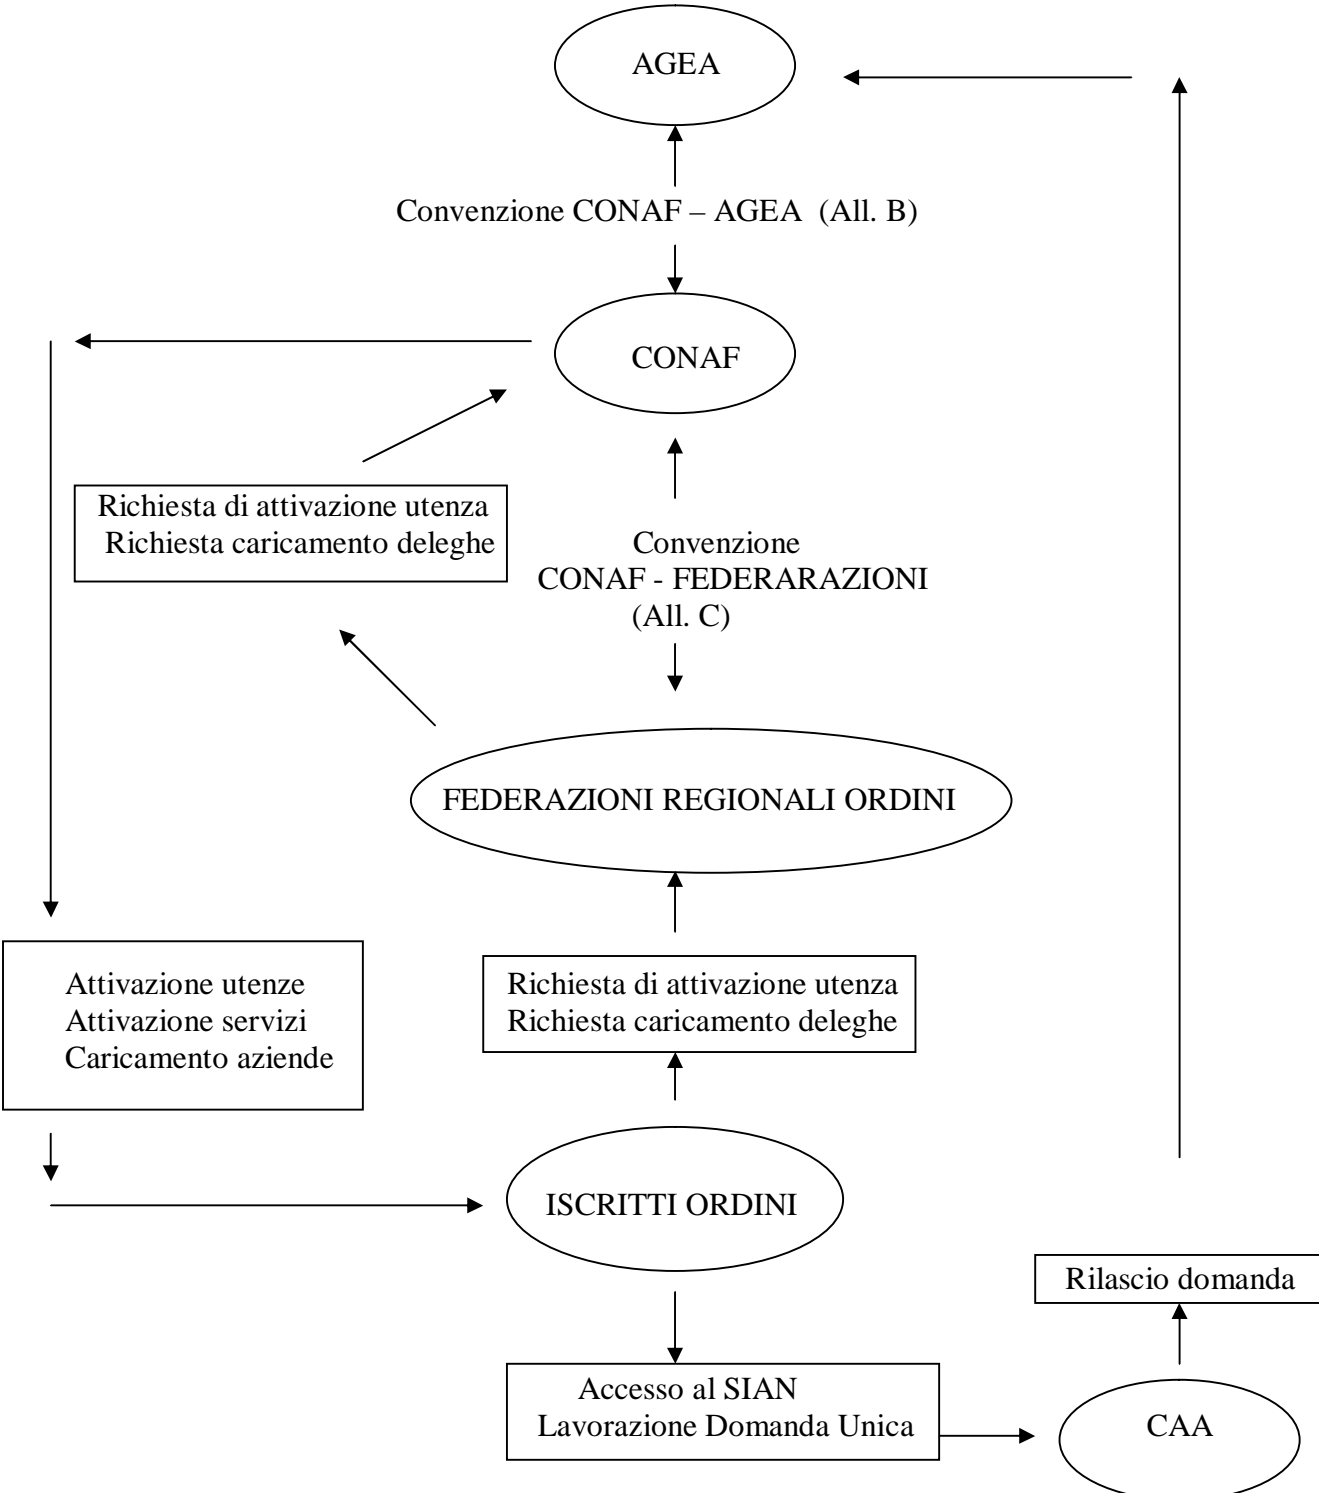 AGEA
Convenzione CONAF – AGEA (All. B)
CONAF
Richiesta di attivazione utenza
Richiesta caricamento deleghe
Convenzione
CONAF - FEDERARAZIONI
(All. C)
FEDERAZIONI REGIONALI ORDINI
Attivazione utenze
Attivazione servizi
Caricamento aziende
Richiesta di attivazione utenza
Richiesta caricamento deleghe
ISCRITTI ORDINI
Rilascio domanda
Accesso al SIAN
Lavorazione Domanda Unica
CAA